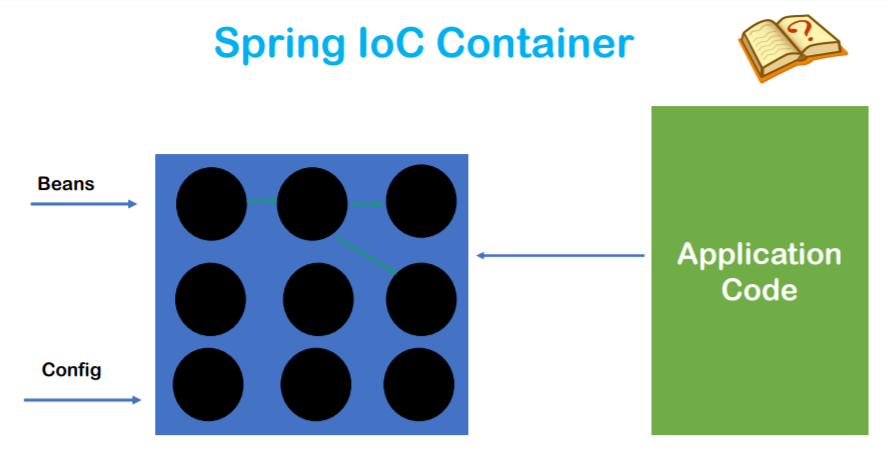 Spring IoC Container
?
Beans
Application
Code
Config